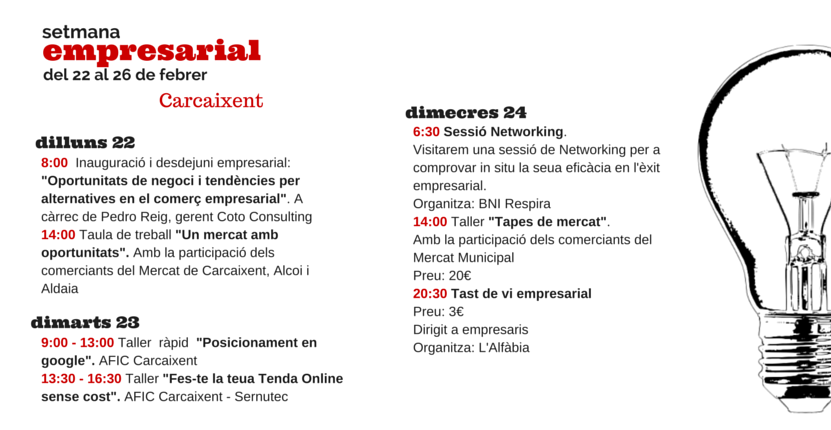 setmana
empresarial
del 22 al 26 de febrer
Carcaixent
dilluns 22
8:00 Inauguració i desdejuni empresarial:
"Oportunitats de negoci i tendències per
alternatives en el comerç empresarial". A
càrrec de Pedro Reig, gerent Coto Consulting
14:00 Taula de treball "Un mercat amb
oportunitats". Amb la participació dels
comerciants del Mercat de Carcaixent, Alcoi i
Aldaia
dimarts 23
9:00 - 13:00 Taller ràpid "Posicionament en
google". AFIC Carcaixent
13:30 - 16:30 Taller "Fes-te la teua Tenda Online
sense cost". AFIC Carcaixent - Sernutec
dimecres 24
6:30 Sessió Networking.
Visitarem una sessió de Networking per a
comprovar in situ la seua eficàcia en l'èxit
empresarial.
Organitza: BNI Respira
14:00 Taller "Tapes de mercat".
Amb la participació dels comerciants del
Mercat Municipal
Preu: 20€
20:30 Tast de vi empresarial
Preu: 3€
Dirigit a empresaris
Organitza: L'Alfàbia